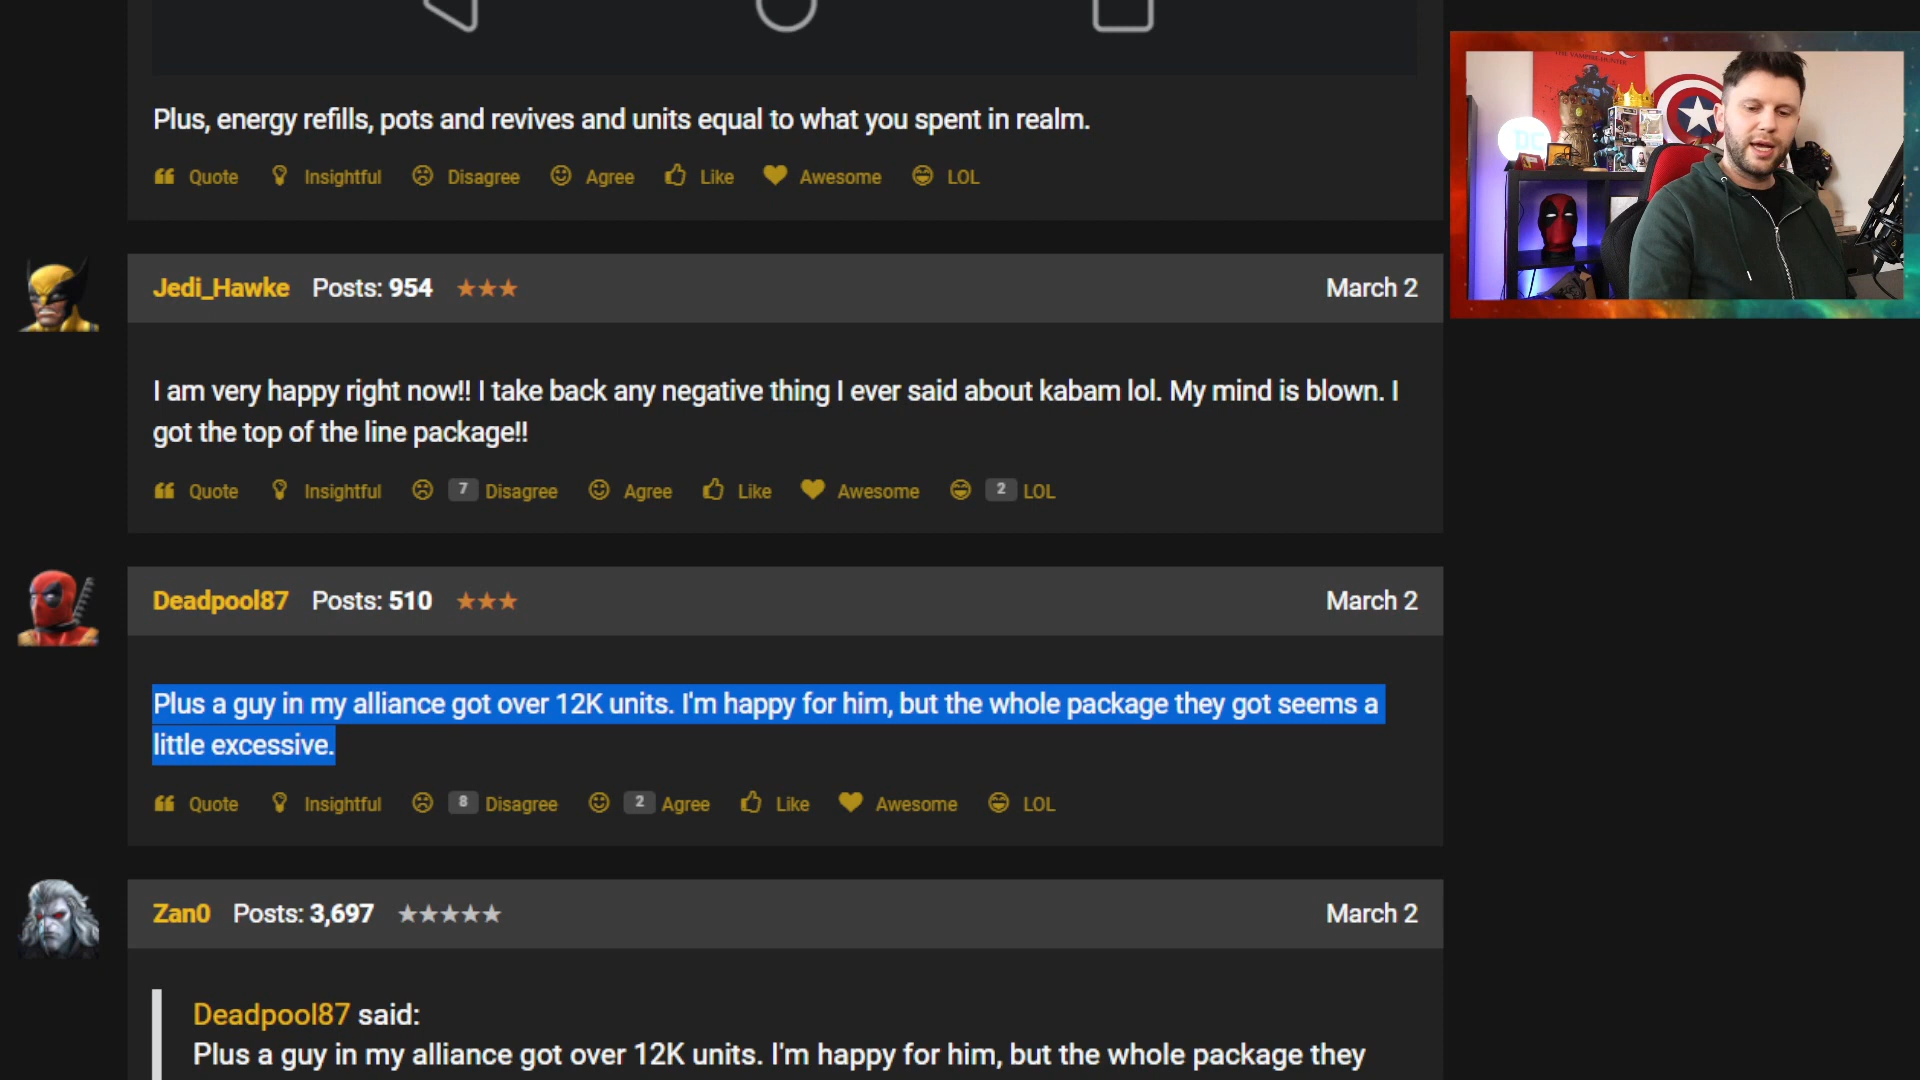 Plus, energy refills, pots and revives and units equal to what you spent in realm.
Quote Insightful Disagree Agree Like Awesome LOL
Jedi_Hawke Posts: 954 March 2
I am very happy right now!! I take back any negative thing I ever said about kabam lol. My mind is blown. I
got the top of the line package!!
Quote Insightful 7 Disagree Agree Like Awesome 2 LOL
Deadpool87 Posts: 510 March 2
Plus a guy in my alliance got over 12K units. I'm happy for him, but the whole package they got seems a
little excessive.
Quote Insightful 8 Disagree 2 Agree Like Awesome LOL
Zan0 Posts: 3,697 March 2
Deadpool87 said:
Plus a guy in my alliance got over 12K units. I'm happy for him, but the whole package they